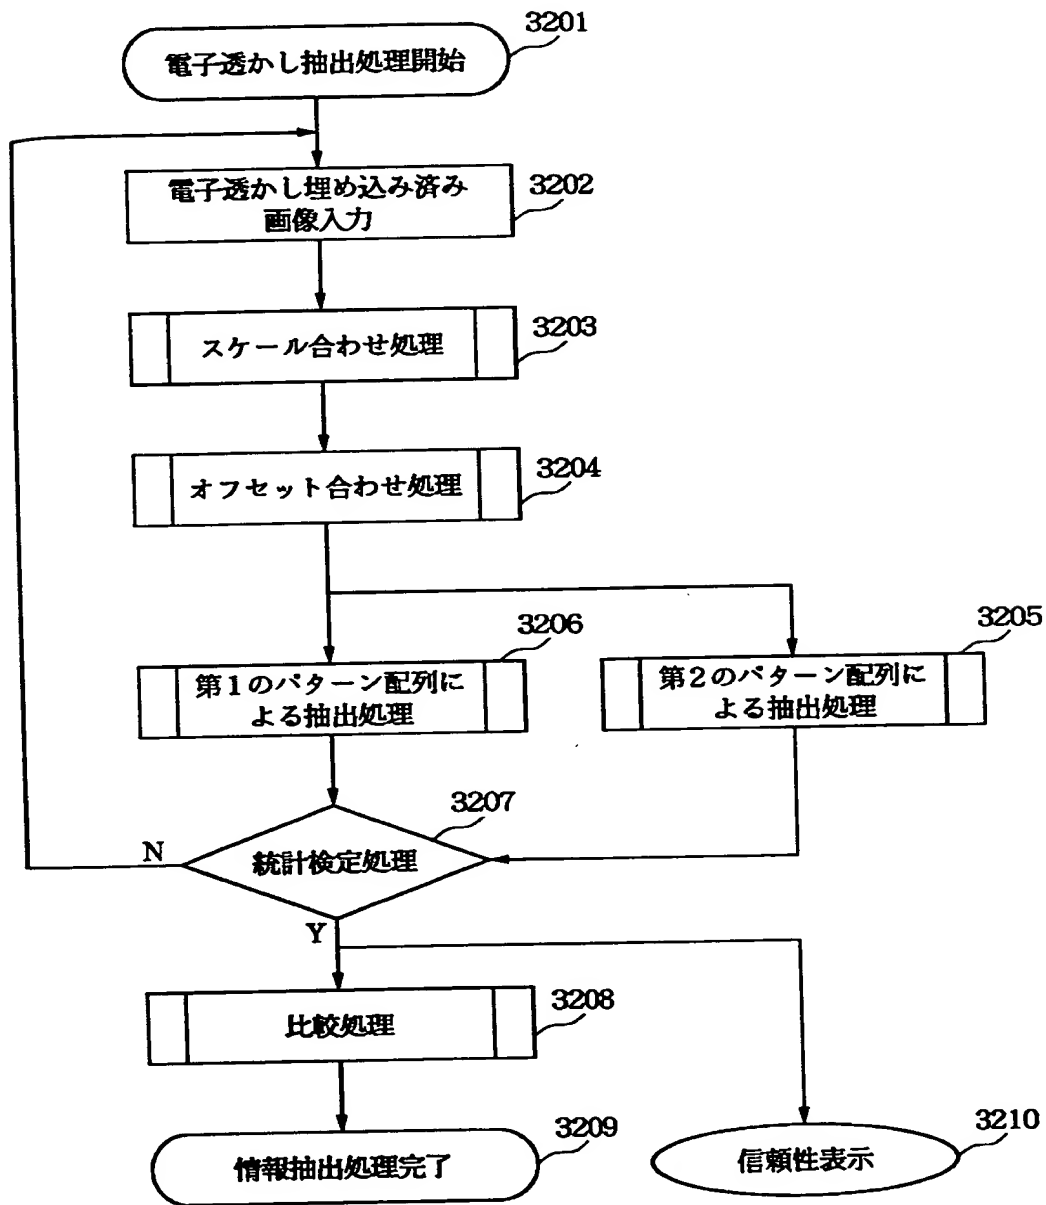 3201
電子透かし抽出処理開始
電子透かし埋め込み済み
画像入力
3202
スケール合わせ処理
3203
オフセット合わせ処理
3204
3206
第1のパターン配列に
よる抽出処理
3205
第2のパターン配列に
よる抽出処理
3207
統計検定処理
N
Y
比較処理
3208
3209
情報抽出処理完了
3210
信頼性表示